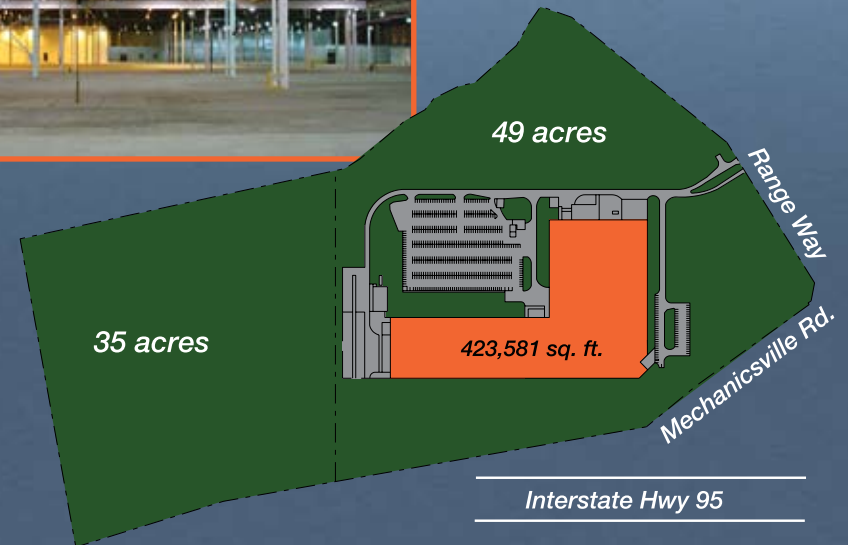 49 acres
Range Way
35 acres
423,581 sq. ft.
Mechanicsville Rd.
Interstate Hwy 95